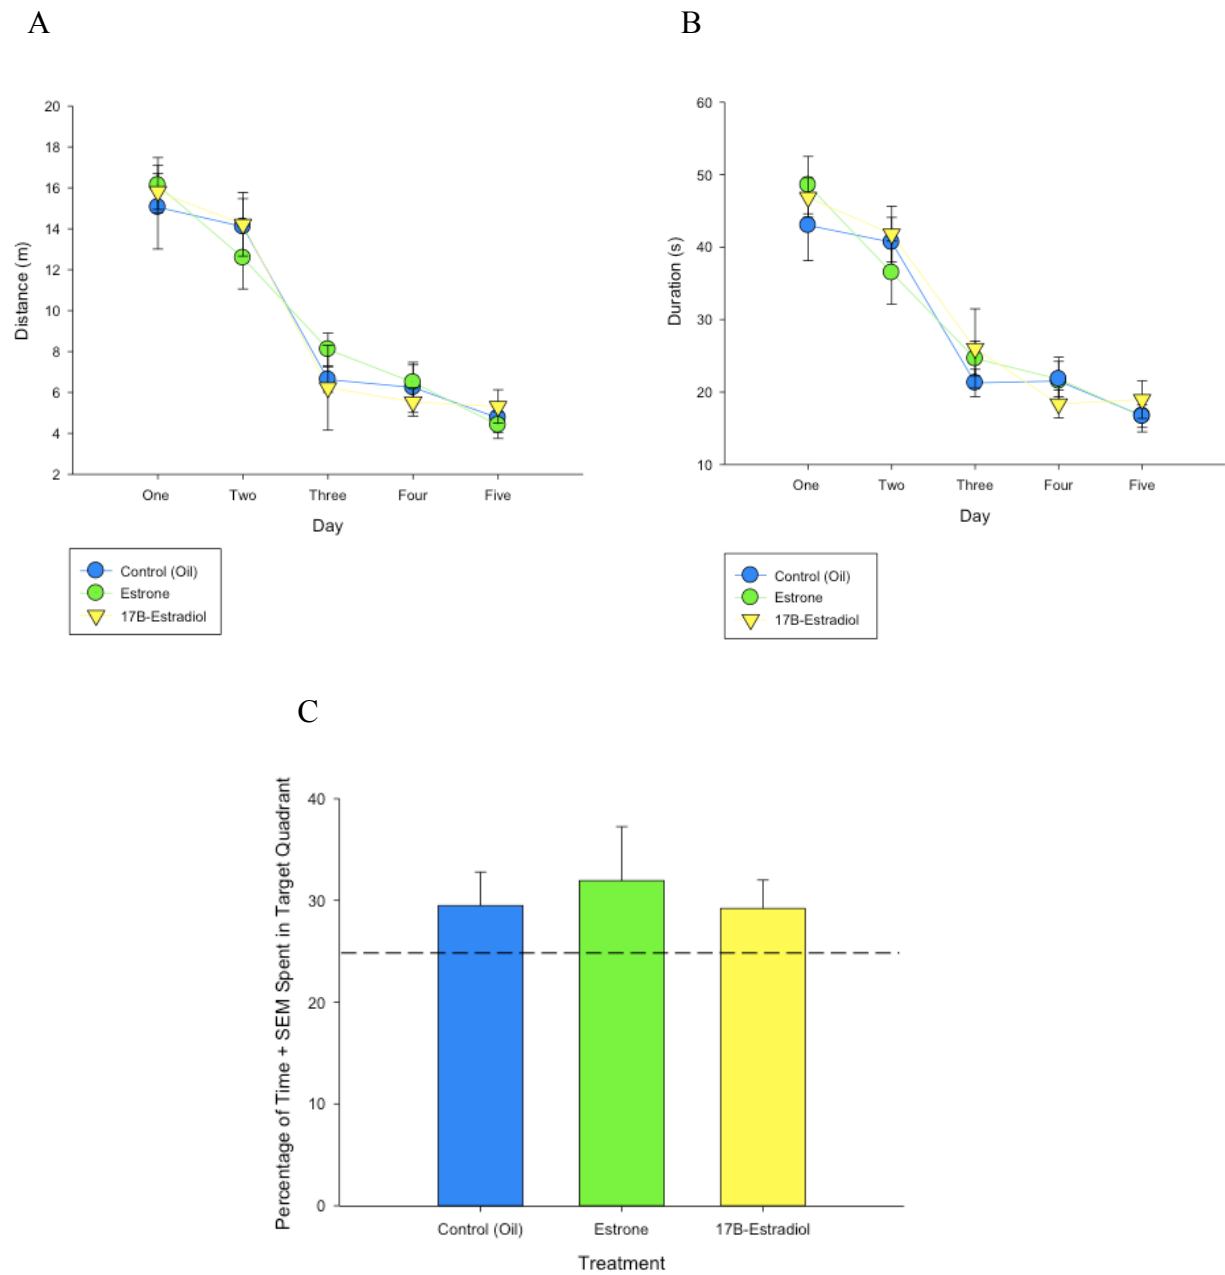 A
B
20
18
16
14
12
10
8
6
4
2
Distance (m)
One Two Three Four Five
Day
Control (Oil)
Estrone
17B-Estradiol
60
50
40
30
20
10
Duration (s)
One Two Three Four Five
Day
Control (Oil)
Estrone
17B-Estradiol
C
40
30
20
10
0
Percentage of Time + SEM Spent in Target Quadrant
Control (Oil) Estrone 17B-Estradiol
Treatment